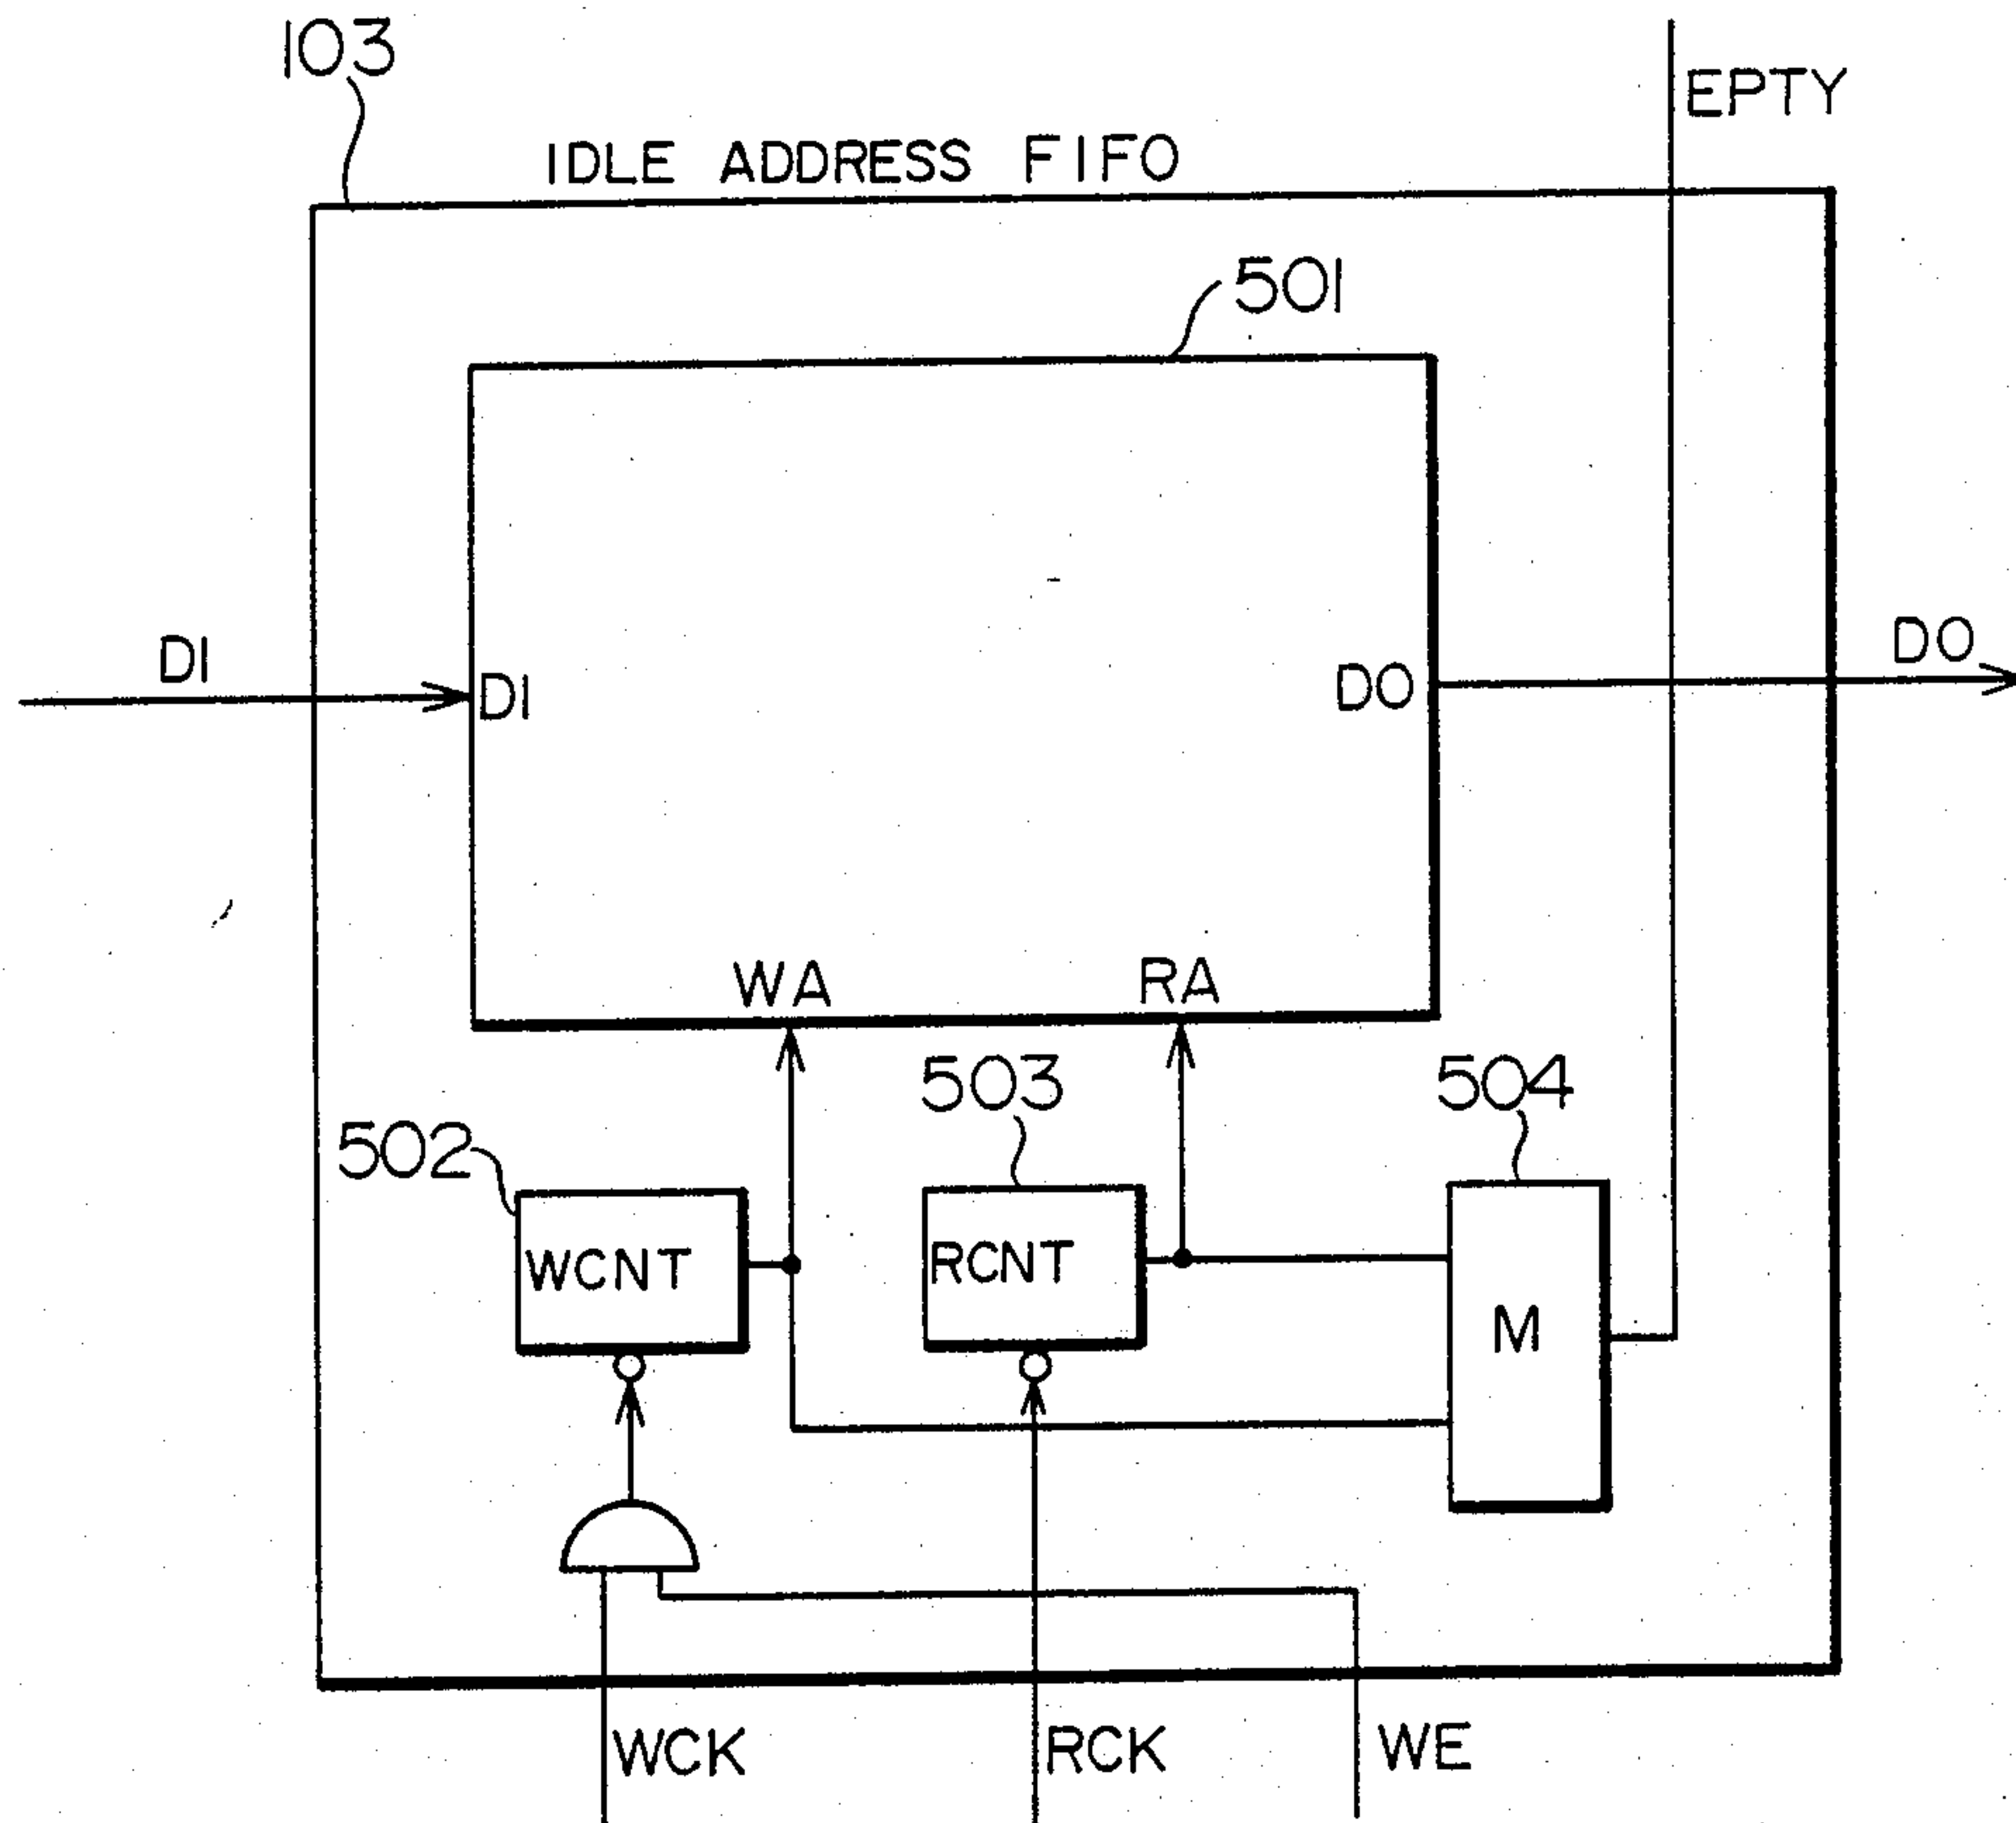 103
EPTY
IDLE ADDRESS FIFO
501
DI
DI
DO
DO
WA
RA
502
503
504
WCNT
RCNT
M
WCK
RCK
WE